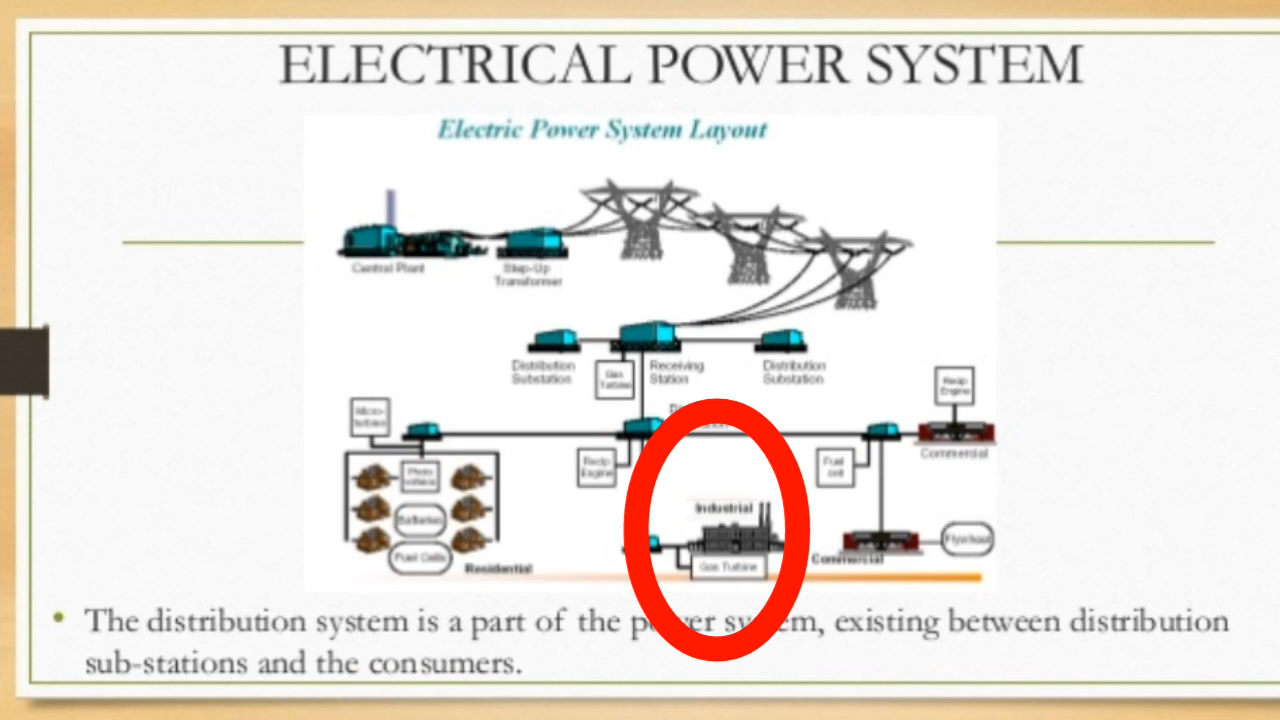 ELECTRICAL POWER SYSTEM
Electric Power System Layout
Central Plant
Step-Up
Transformer
Distribution
Substation
Gas
Turbine
Receiving
Station
Distribution
Substation
Recip
Engine
Commercial
Micro-
turbine
Recip
Engine
Fuel
cell
Photo
voltaics
Batteries
Fuel Cells
Residential
Industrial
Gas Turbine
Commercial
Flywheel
• The distribution system is a part of the power system, existing between distribution
sub-stations and the consumers.